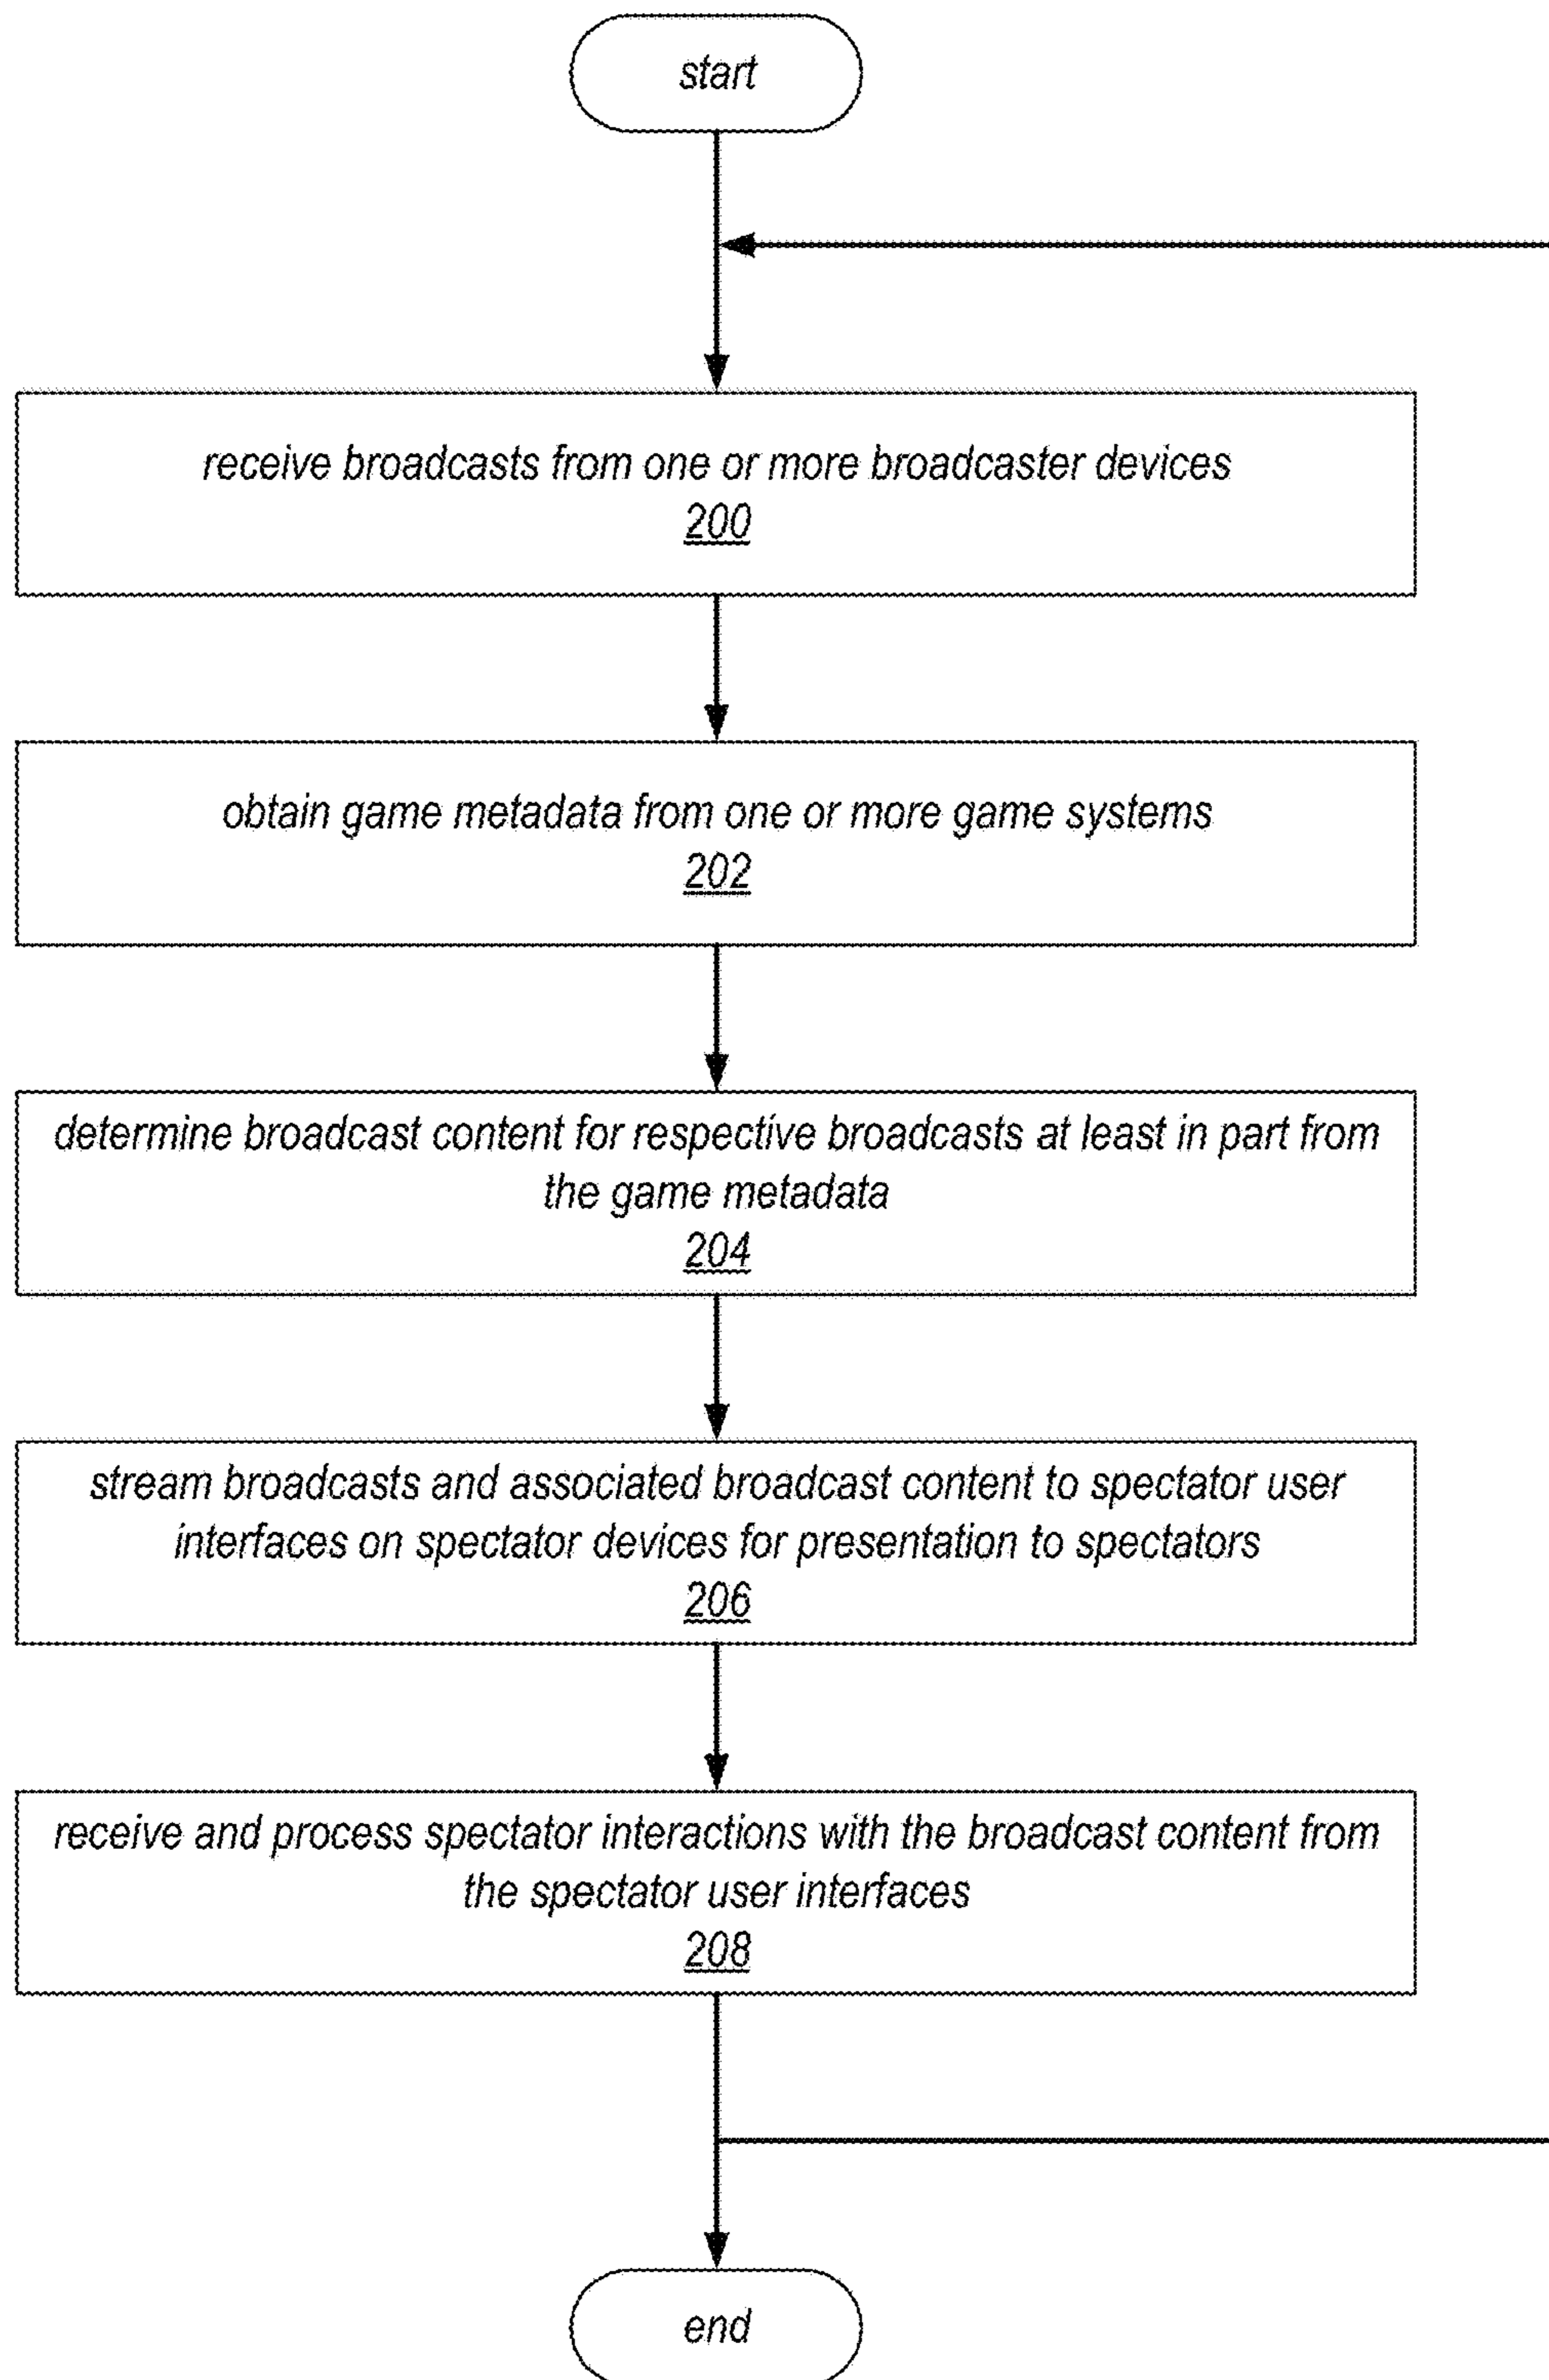 start
receive broadcasts from one or more broadcaster devices
200
obtain game metadata from one or more game systems
202
determine broadcast content for respective broadcasts at least in part from
the game metadata
204
stream broadcasts and associated broadcast content to spectator user
interfaces on spectator devices for presentation to spectators
206
receive and process spectator interactions with the broadcast content from
the spectator user interfaces
208
end